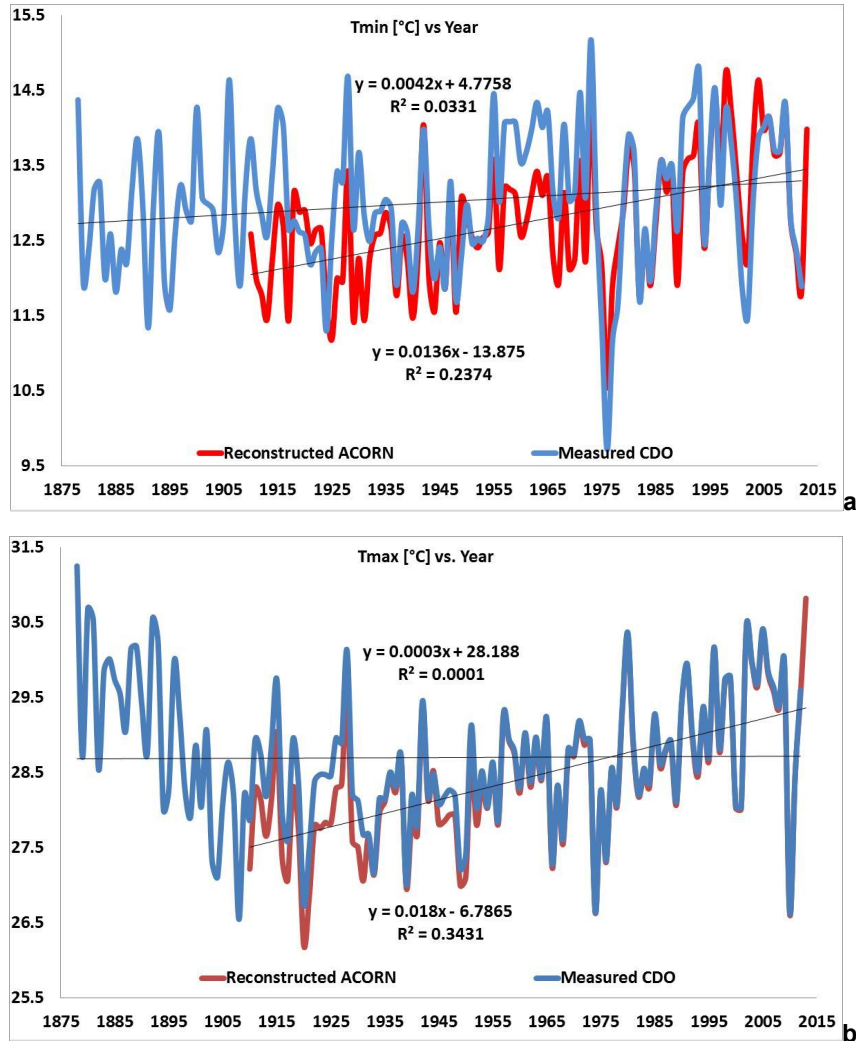 15.5
Tmin [°C] vs Year
14.5
y = 0.0042x + 4.7758
R² = 0.0331
13.5
12.5
11.5
y = 0.0136x - 13.875
R² = 0.2374
10.5
Reconstructed ACORN
Measured CDO
9.5
1875 1885 1895 1905 1915 1925 1935 1945 1955 1965 1975 1985 1995 2005 2015
a
31.5
Tmax [°C] vs. Year
30.5
y = 0.0003x + 28.188
R² = 0.0001
29.5
28.5
27.5
y = 0.018x - 6.7865
R² = 0.3431
26.5
Reconstructed ACORN
Measured CDO
25.5
1875 1885 1895 1905 1915 1925 1935 1945 1955 1965 1975 1985 1995 2005 2015
b